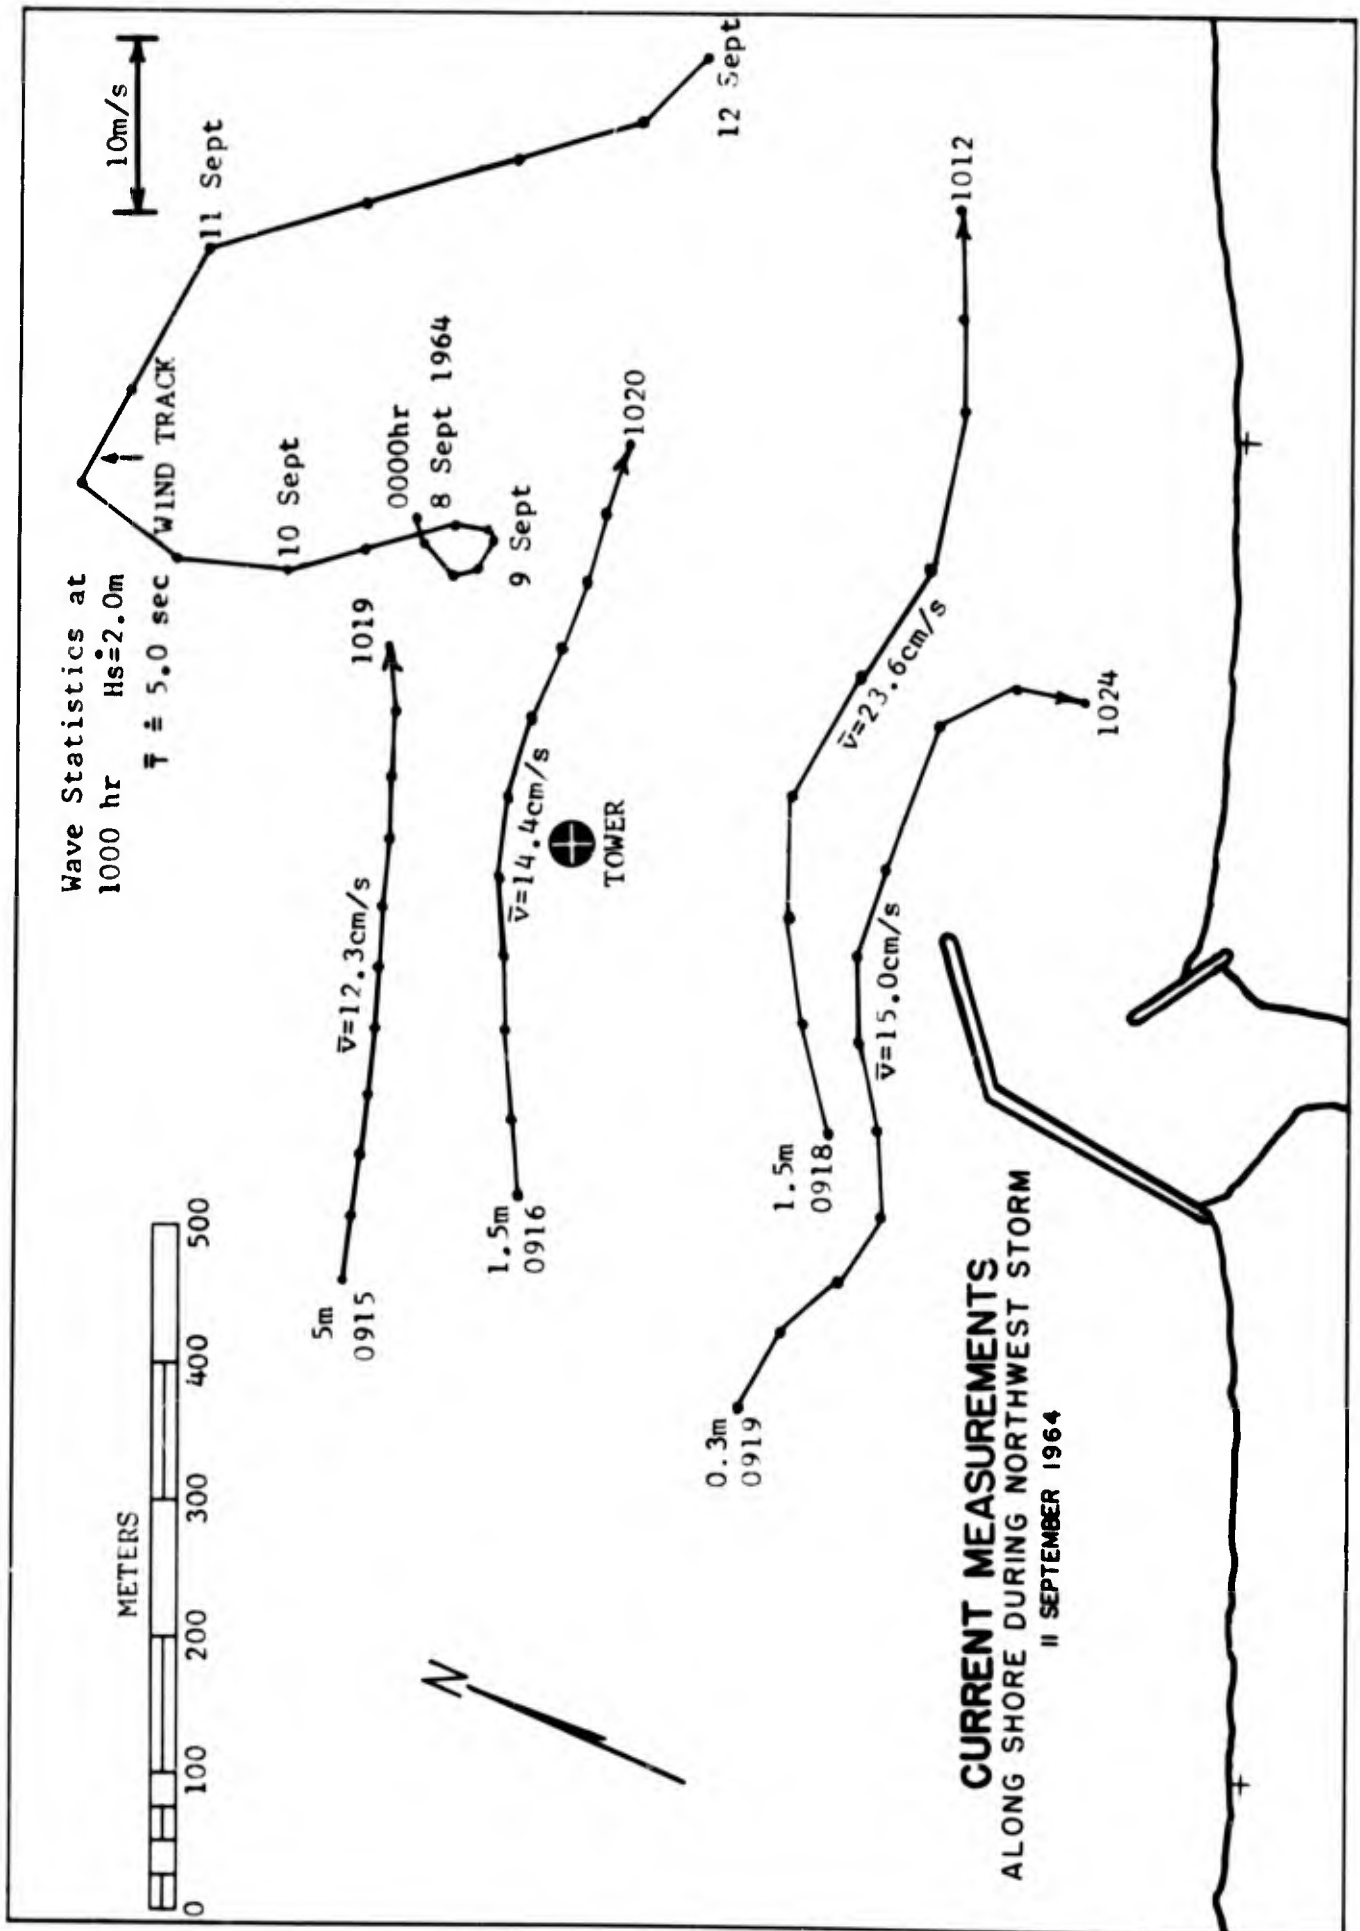 METERS
0 100 200 300 400 500
Wave Statistics at
1000 hr Hs≐2.0m
T̅ ≐ 5.0 sec
WIND TRACK
10m/s
11 Sept
10 Sept
0000hr
8 Sept 1964
9 Sept
12 Sept
5m
0915
v̅=12.3cm/s
1019
1.5m
0916
v̅=14.4cm/s
1020
TOWER
N
0.3m
0919
v̅=15.0cm/s
1024
1.5m
0918
v̅=23.6cm/s
1012
CURRENT MEASUREMENTS
ALONG SHORE DURING NORTHWEST STORM
11 SEPTEMBER 1964